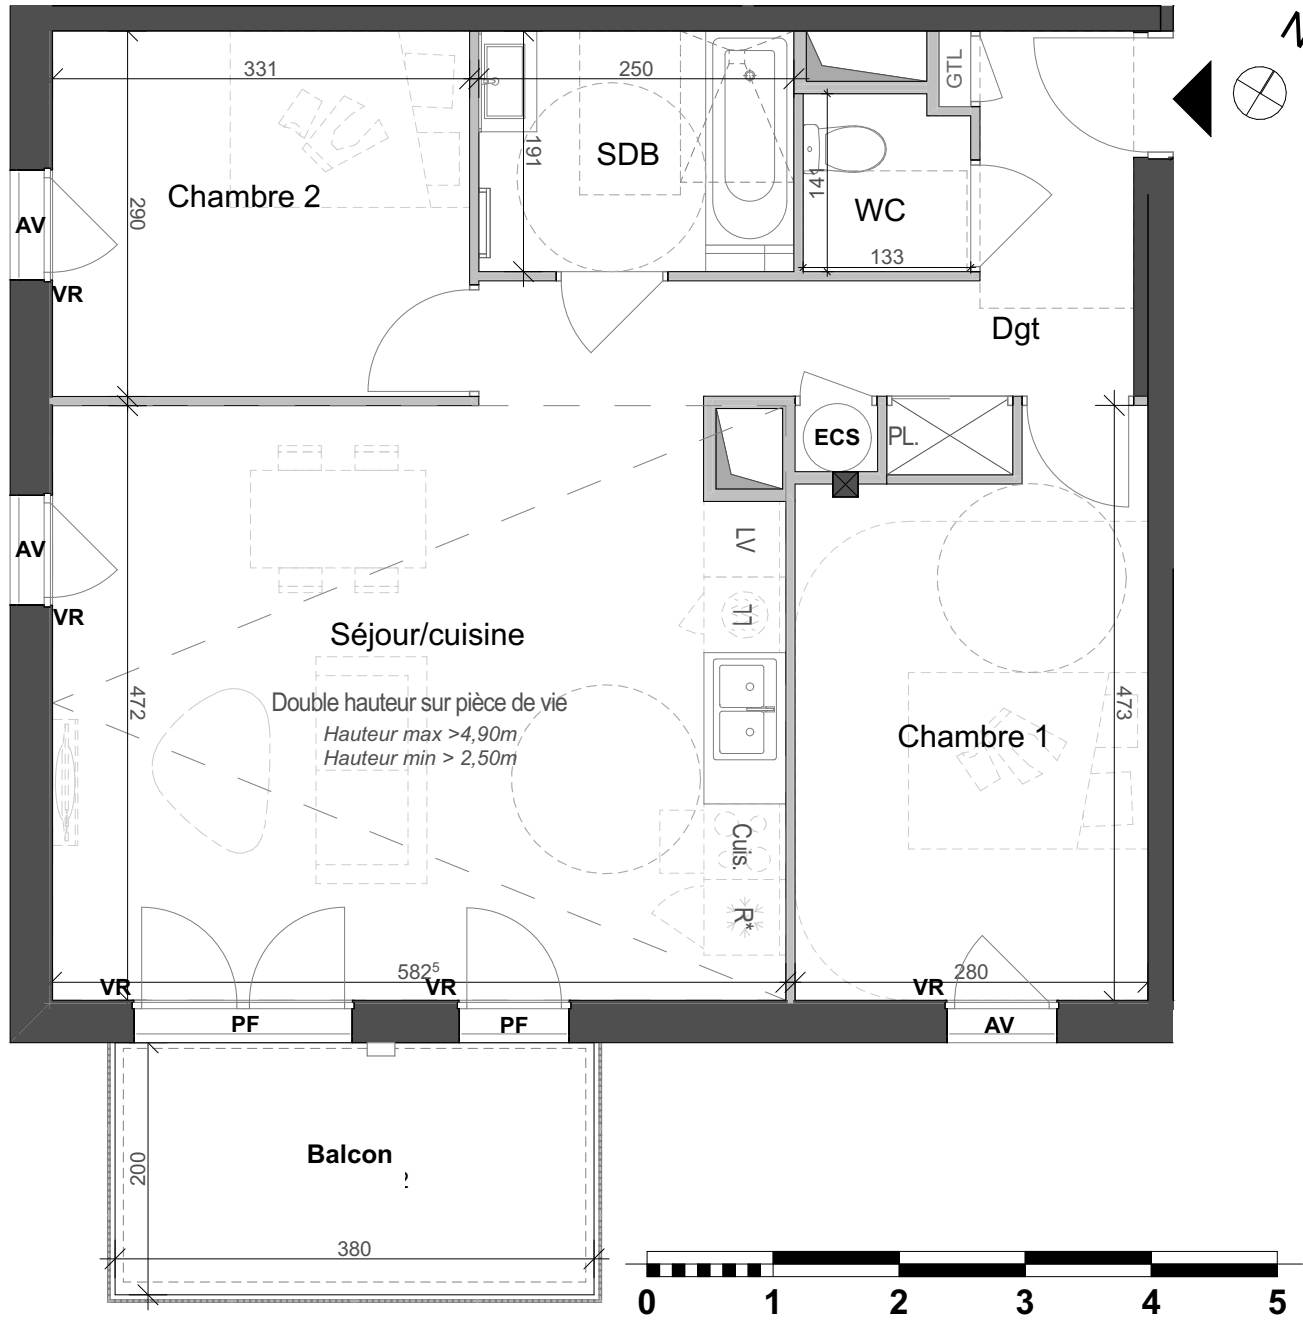 N
331
250
GTL
191
SDB
141
WC
133
Chambre 2
290
AV
VR
Dgt
ECS
PL.
AV
VR
LV
LL
Séjour/cuisine
472
Double hauteur sur pièce de vie
Hauteur max >4,90m
Hauteur min > 2,50m
Chambre 1
473
Cuis.
R*
582⁵
280
VR
VR
VR
PF
PF
AV
Balcon
200
380
0 1 2 3 4 5